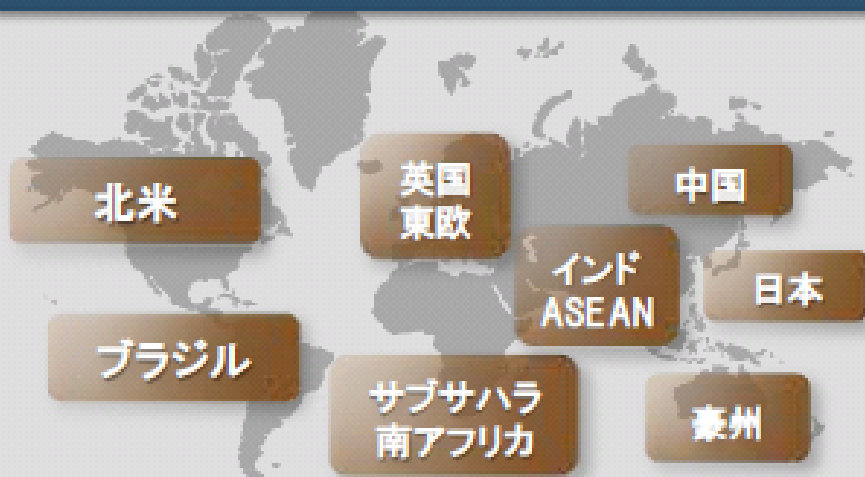 北米
英国
東欧
中国
インド
ASEAN
日本
ブラジル
サブサハラ
南アフリカ
豪州